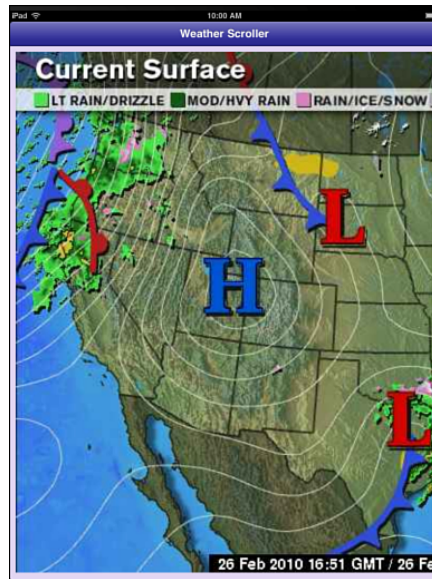 iPad 10:00 AM
Weather Scroller
Current Surface
LT RAIN/DRIZZLE MOD/HVY RAIN RAIN/ICE/SNOW
H
L
L
26 Feb 2010 16:51 GMT / 26 Fe